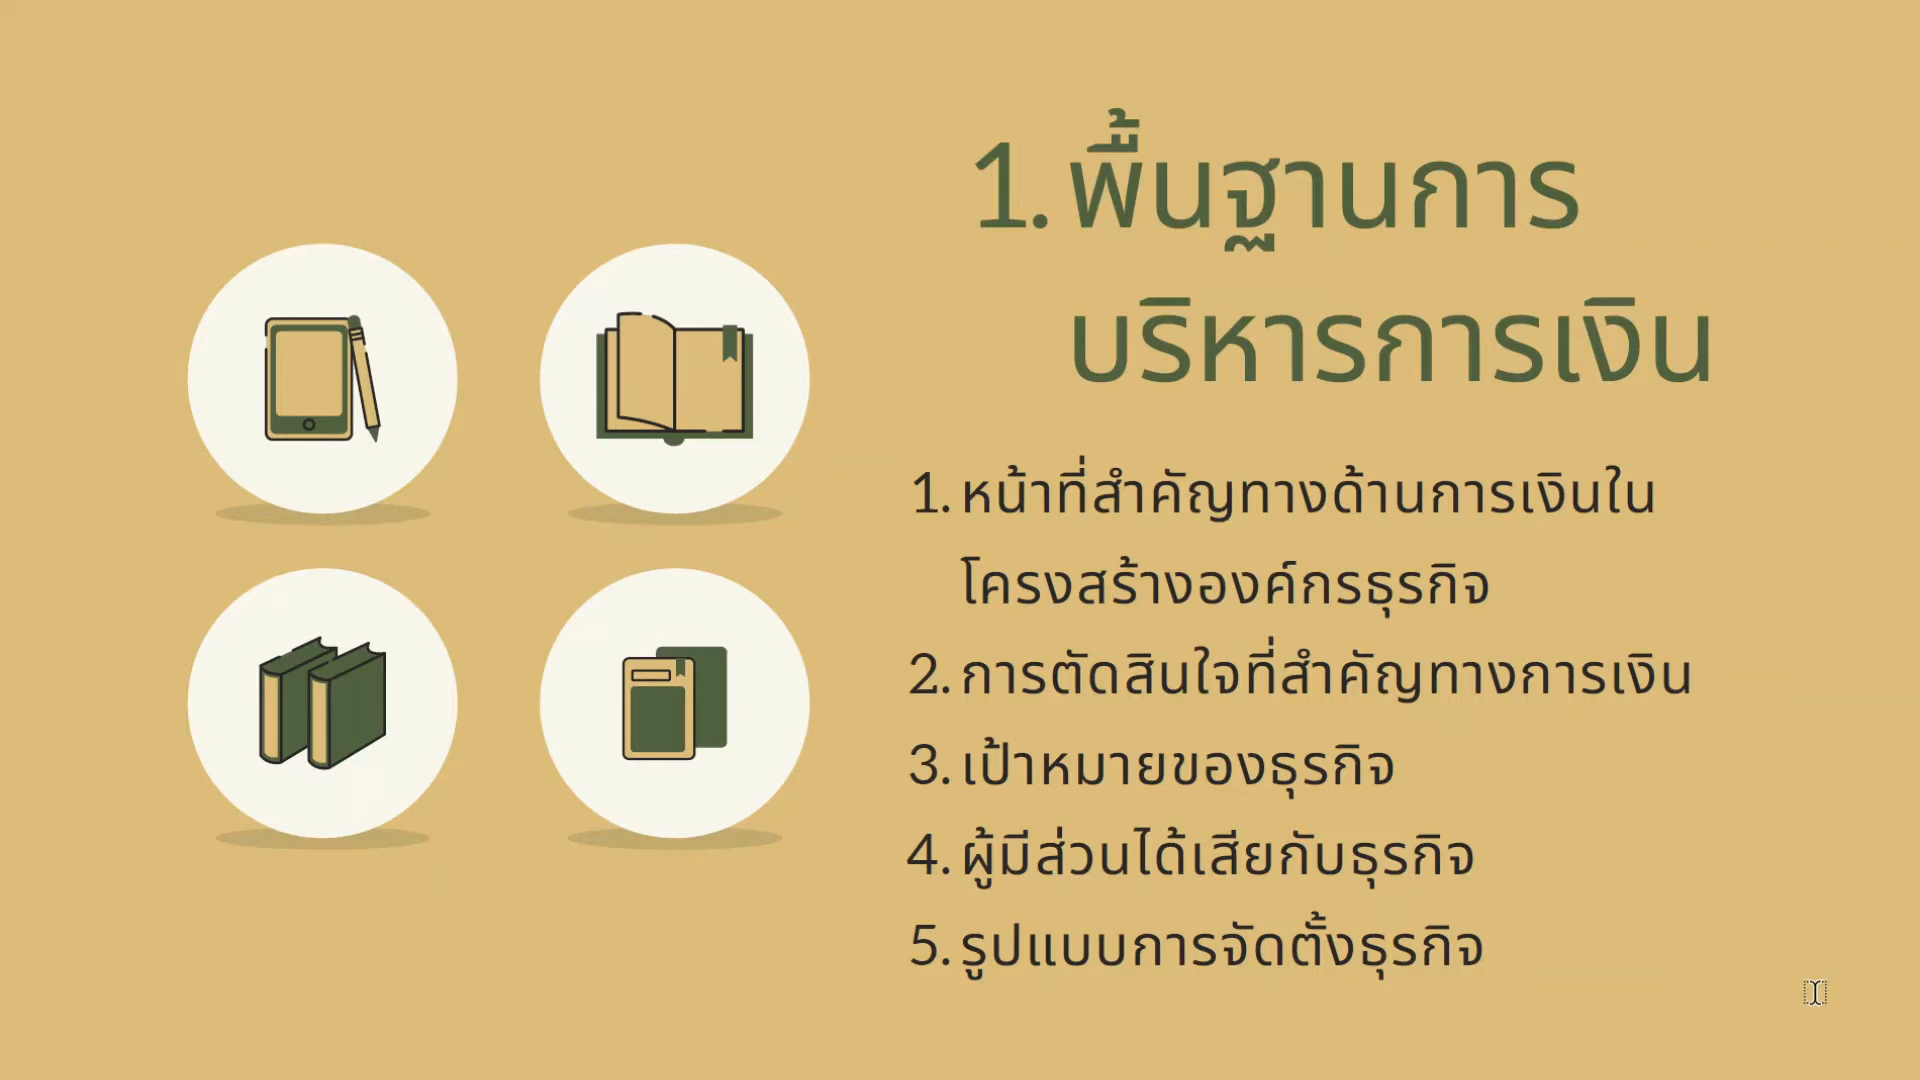 1. พื้นฐานการ
บริหารการเงิน
1. หน้าที่สำคัญทางด้านการเงินใน
โครงสร้างองค์กรธุรกิจ
2. การตัดสินใจที่สำคัญทางการเงิน
3. เป้าหมายของธุรกิจ
4. ผู้มีส่วนได้เสียกับธุรกิจ
5. รูปแบบการจัดตั้งธุรกิจ